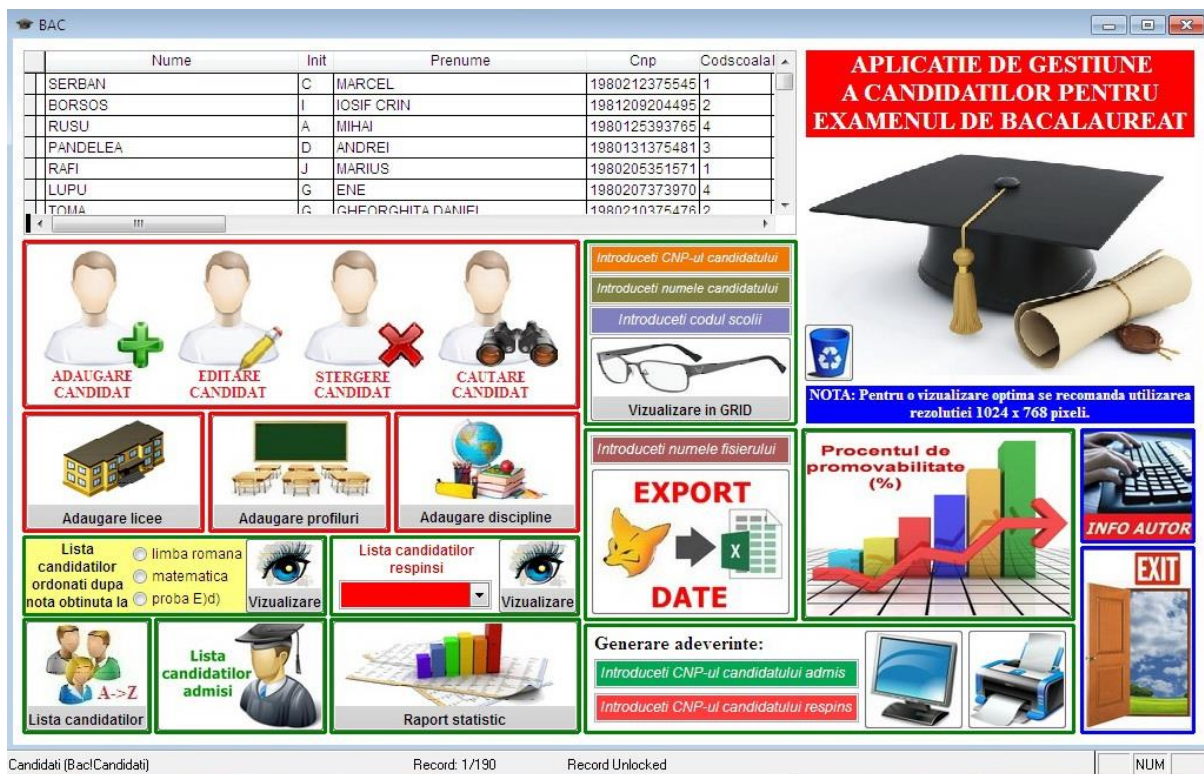 BAC
Nume Init Prenume Cnp Codscoalal
SERBAN C MARCEL 1980212375545 1
BORSOS I IOSIF CRIN 1981209204495 2
RUSU A MIHAI 1980125393765 4
PANDELEA D ANDREI 1980131375481 3
RAFI J MARIUS 1980205351571 1
LUPU G ENE 1980207373970 4
TOMA G GHEORGHITA DANIEL 1980210375476 2
APLICATIE DE GESTIUNE
A CANDIDATILOR PENTRU
EXAMENUL DE BACALAUREAT
ADAUGARE
CANDIDAT
EDITARE
CANDIDAT
STERGERE
CANDIDAT
CAUTARE
CANDIDAT
Introduceti CNP-ul candidatului
Introduceti numele candidatului
Introduceti codul scolii
Vizualizare in GRID
NOTA: Pentru o vizualizare optima se recomanda utilizarea
rezolutiei 1024 x 768 pixeli.
Adaugare licee
Adaugare profiluri
Adaugare discipline
Introduceti numele fisierului
EXPORT
X
DATE
Procentul de
promovabilitate
(%)
INFO AUTOR
EXIT
Lista
candidatilor
ordonati dupa
nota obtinuta la
limba romana
matematica
proba E)d)
Vizualizare
Lista candidatilor
respinsi
Vizualizare
A->Z
Lista candidatilor
Lista
candidatilor
admisi
Raport statistic
Generare adeverinte:
Introduceti CNP-ul candidatului admis
Introduceti CNP-ul candidatului respins
Candidati (Bac!Candidati) Record: 1/190 Record Unlocked NUM